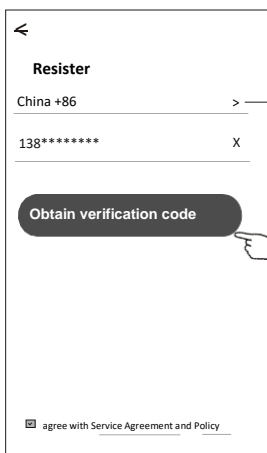 Resister
China +86 >
138******** X
Obtain verification code
agree with Service Agreement and Policy